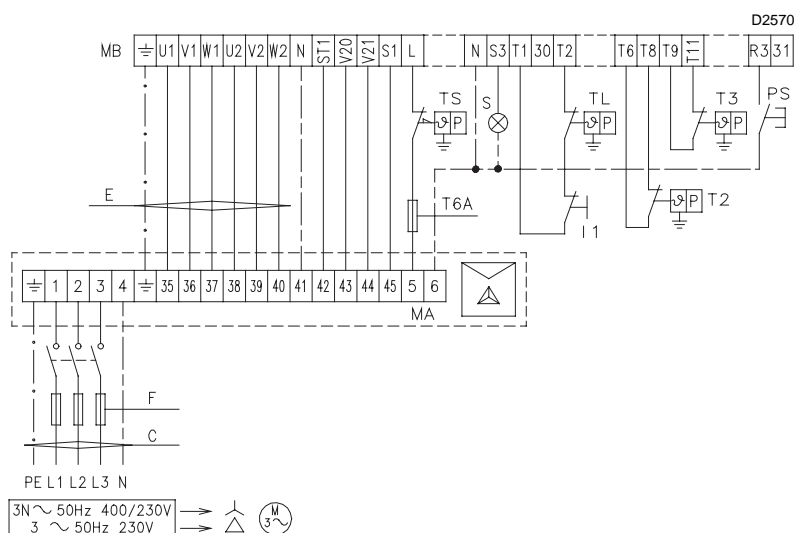 D2570
MB ⏚ U1 V1 W1 U2 V2 W2 N ST1 V20 V21 S1 L N S3 T1 30 T2 T6 T8 T9 T11 R3 31
TS S TL T3 PS
ϑ P ϑ P ϑ P
E T6A ϑ P T2
I1
⏚ 1 2 3 4 ⏚ 35 36 37 38 39 40 41 42 43 44 45 5 6
MA
F
C
PE L1 L2 L3 N
3N ~ 50Hz 400/230V M
3 ~ 50Hz 230V 3~